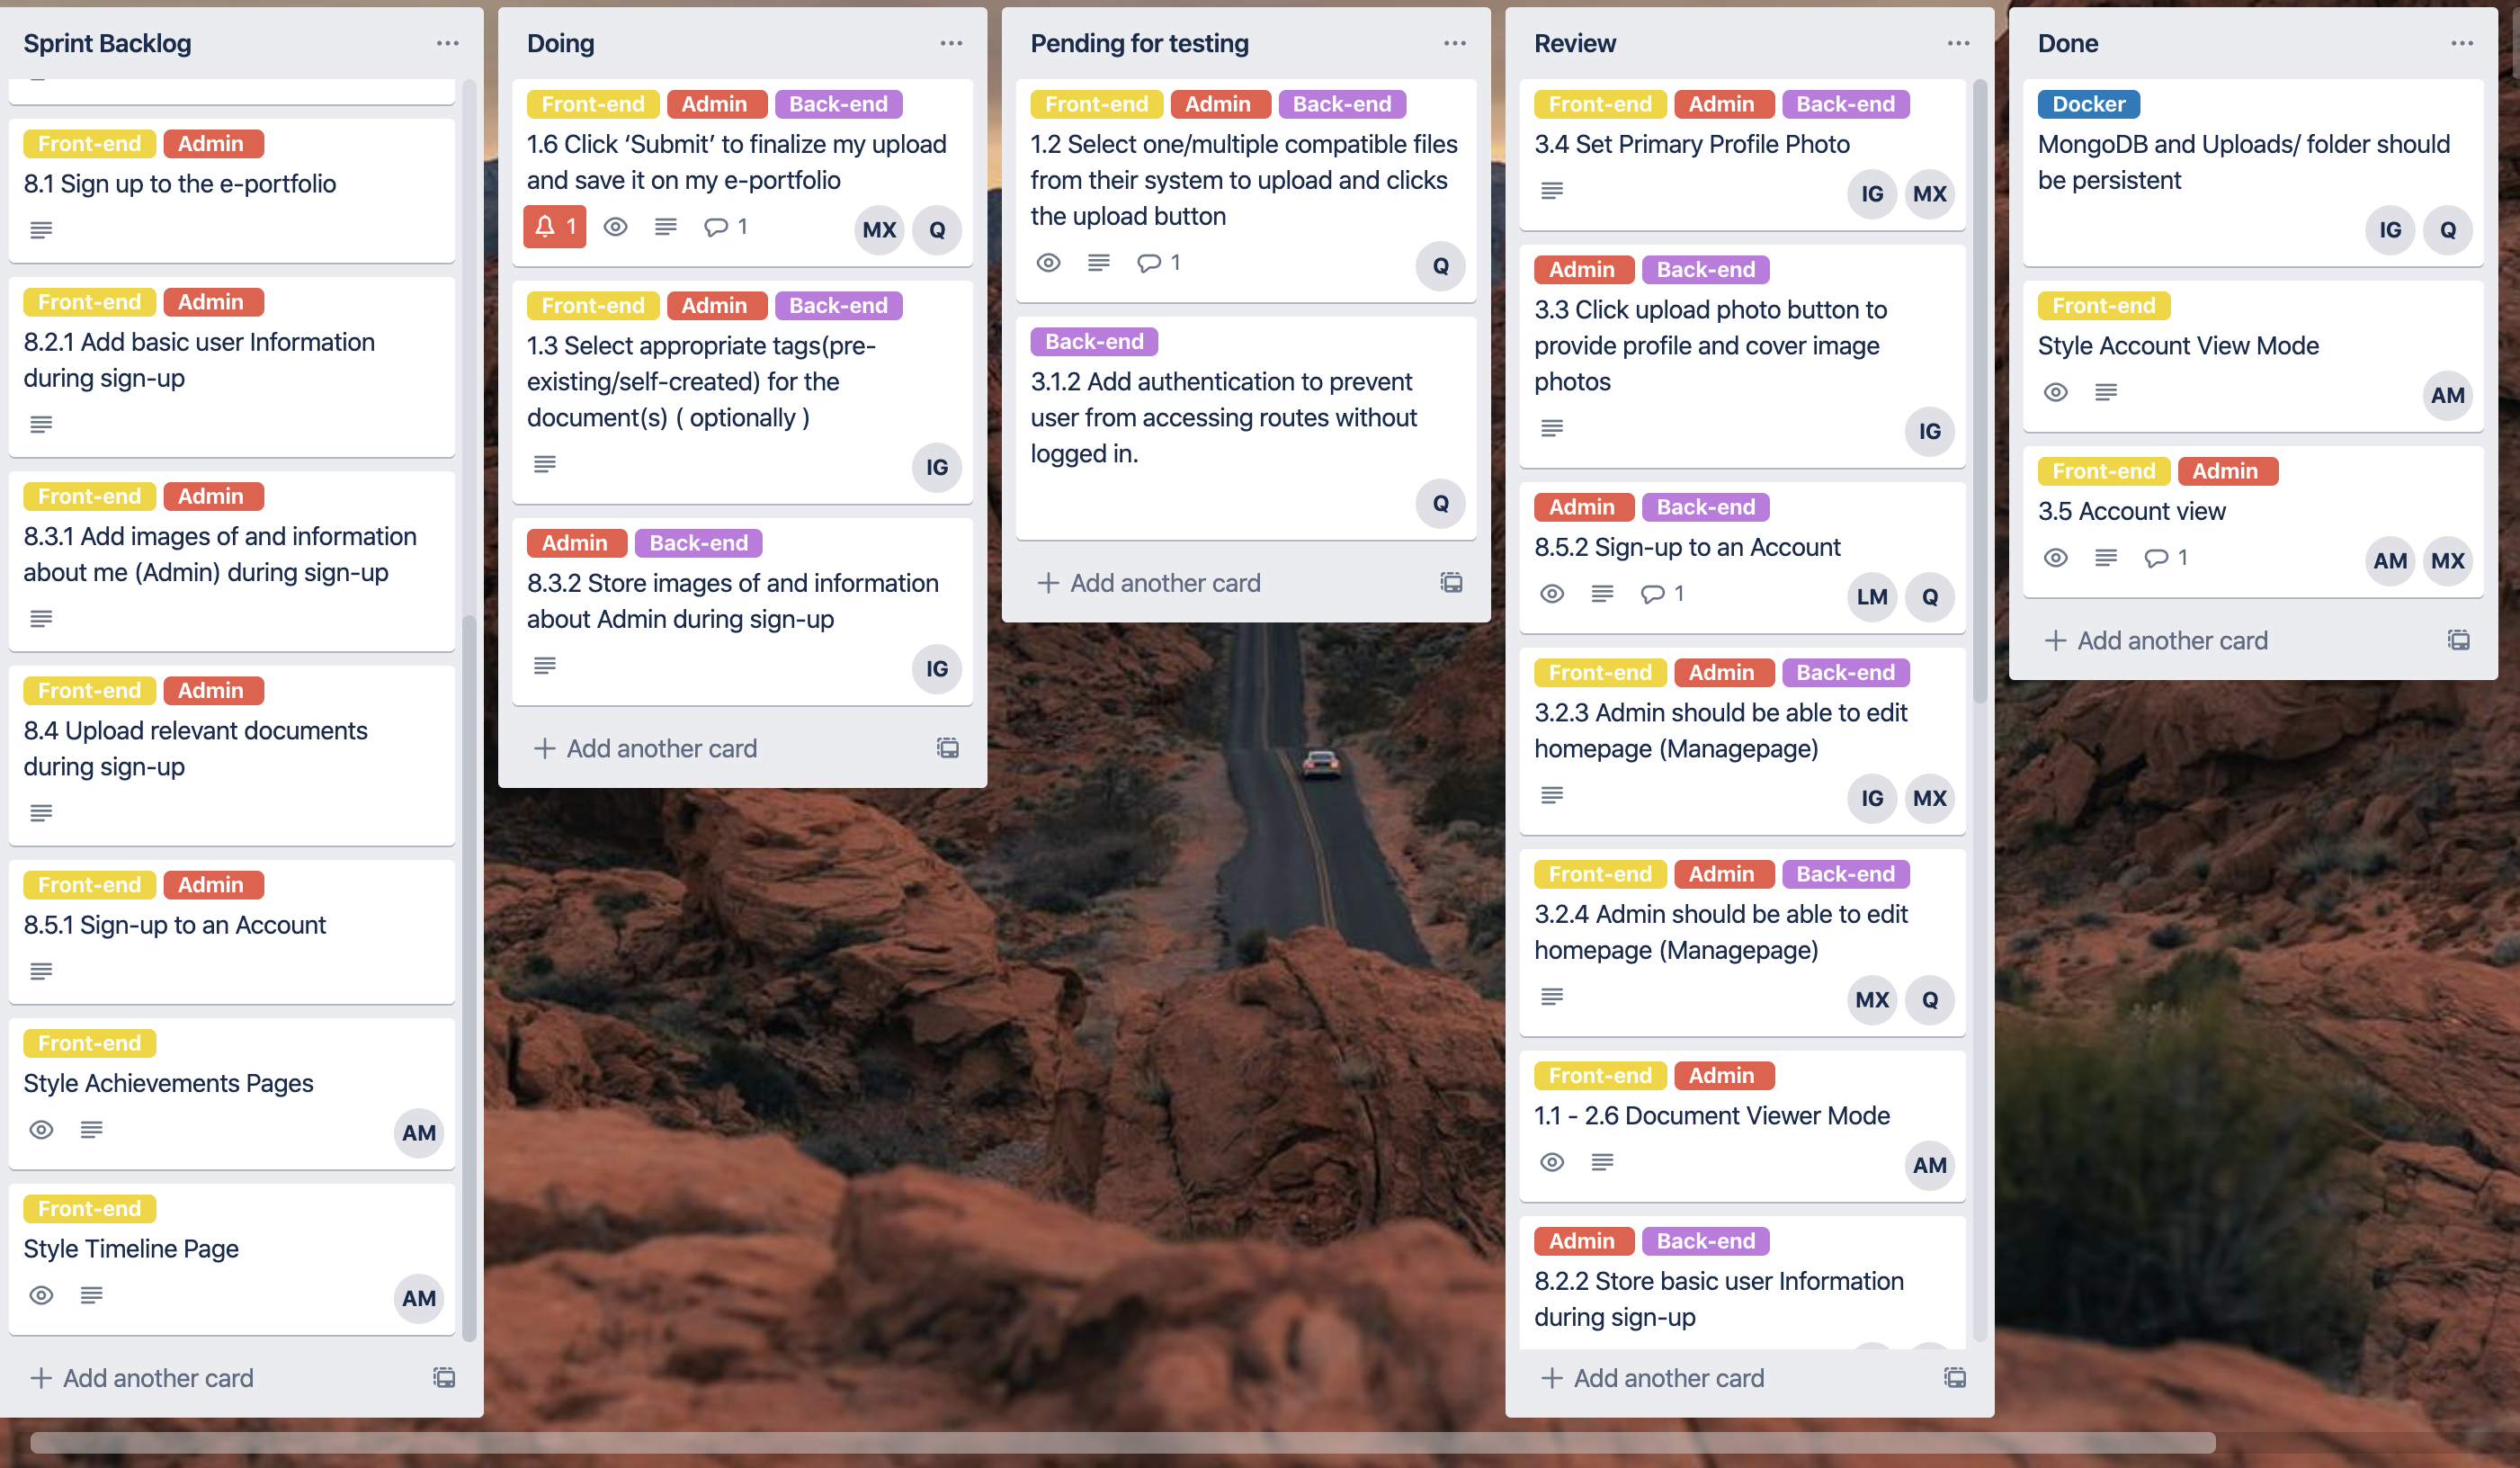 Sprint Backlog
Front-end Admin
8.1 Sign up to the e-portfolio
Front-end Admin
8.2.1 Add basic user Information
during sign-up
Front-end Admin
8.3.1 Add images of and information
about me (Admin) during sign-up
Front-end Admin
8.4 Upload relevant documents
during sign-up
Front-end Admin
8.5.1 Sign-up to an Account
Front-end
Style Achievements Pages
AM
Front-end
Style Timeline Page
AM
+ Add another card
Doing
Front-end Admin Back-end
1.6 Click ‘Submit’ to finalize my upload
and save it on my e-portfolio
1 1 MX Q
Front-end Admin Back-end
1.3 Select appropriate tags(pre-
existing/self-created) for the
document(s) ( optionally )
IG
Admin Back-end
8.3.2 Store images of and information
about Admin during sign-up
IG
+ Add another card
Pending for testing
Front-end Admin Back-end
1.2 Select one/multiple compatible files
from their system to upload and clicks
the upload button
1 Q
Back-end
3.1.2 Add authentication to prevent
user from accessing routes without
logged in.
Q
+ Add another card
Review
Front-end Admin Back-end
3.4 Set Primary Profile Photo
IG MX
Admin Back-end
3.3 Click upload photo button to
provide profile and cover image
photos
IG
Admin Back-end
8.5.2 Sign-up to an Account
1 LM Q
Front-end Admin Back-end
3.2.3 Admin should be able to edit
homepage (Managepage)
IG MX
Front-end Admin Back-end
3.2.4 Admin should be able to edit
homepage (Managepage)
MX Q
Front-end Admin
1.1 - 2.6 Document Viewer Mode
AM
Admin Back-end
8.2.2 Store basic user Information
during sign-up
+ Add another card
Done
Docker
MongoDB and Uploads/ folder should
be persistent
IG Q
Front-end
Style Account View Mode
AM
Front-end Admin
3.5 Account view
1 AM MX
+ Add another card